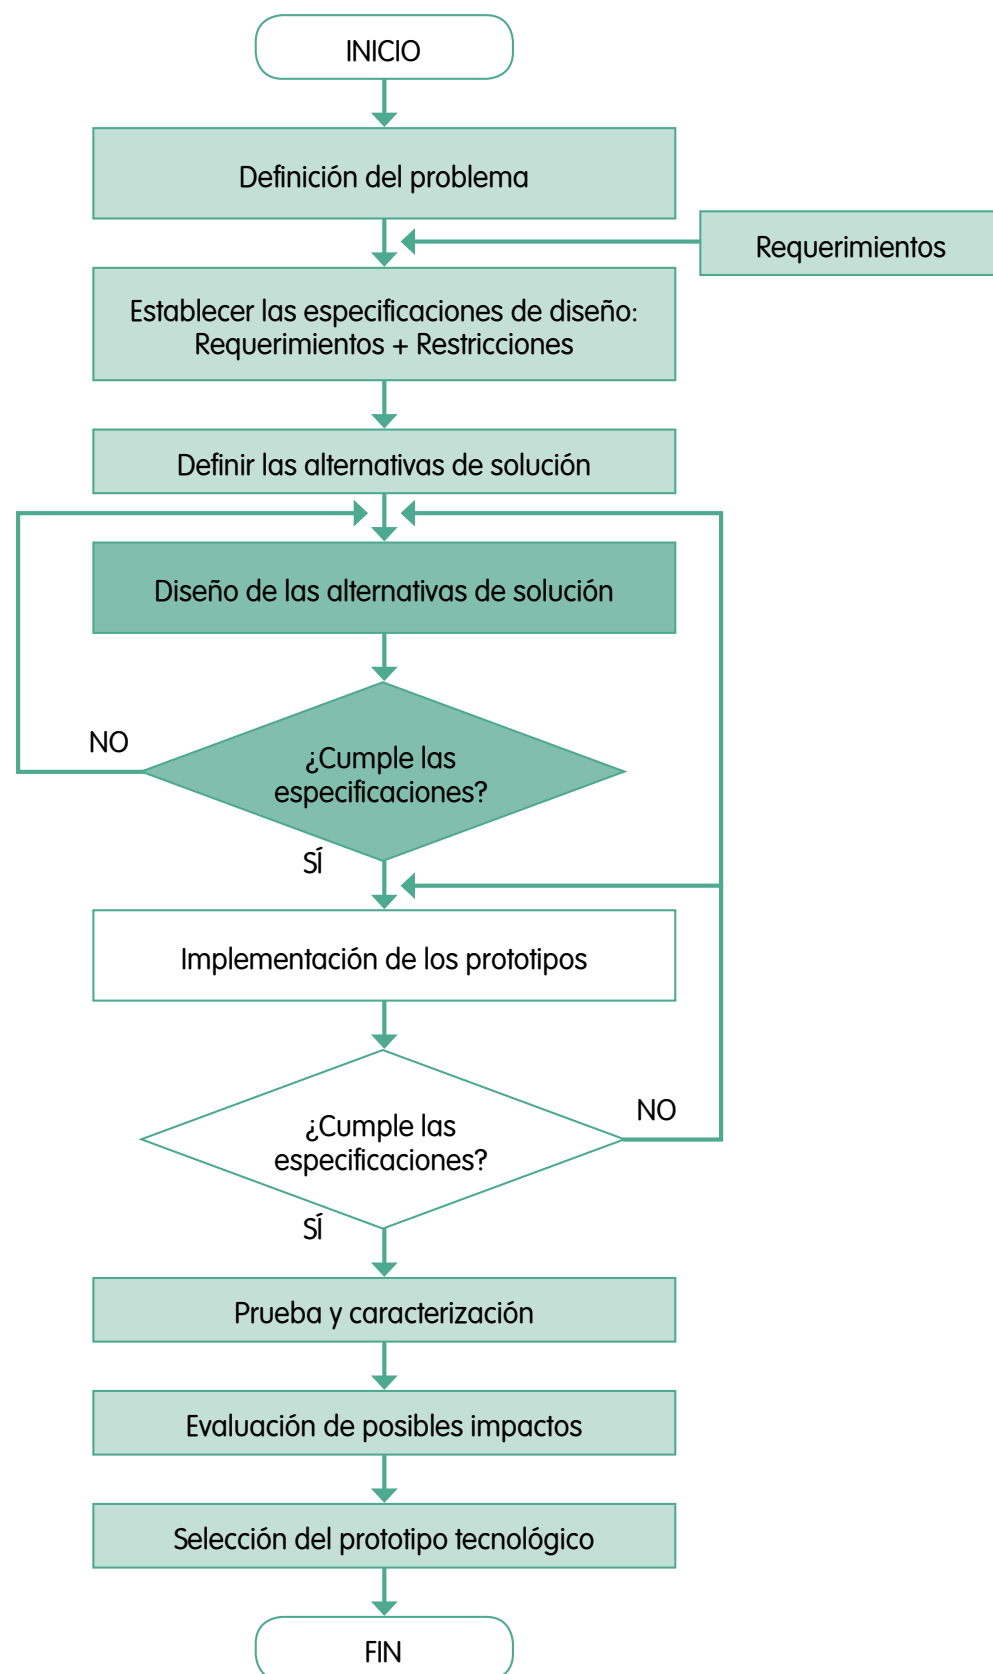 INICIO
Definición del problema
Requerimientos
Establecer las especificaciones de diseño:
Requerimientos + Restricciones
Definir las alternativas de solución
Diseño de las alternativas de solución
NO
¿Cumple las
especificaciones?
SÍ
Implementación de los prototipos
NO
¿Cumple las
especificaciones?
SÍ
Prueba y caracterización
Evaluación de posibles impactos
Selección del prototipo tecnológico
FIN